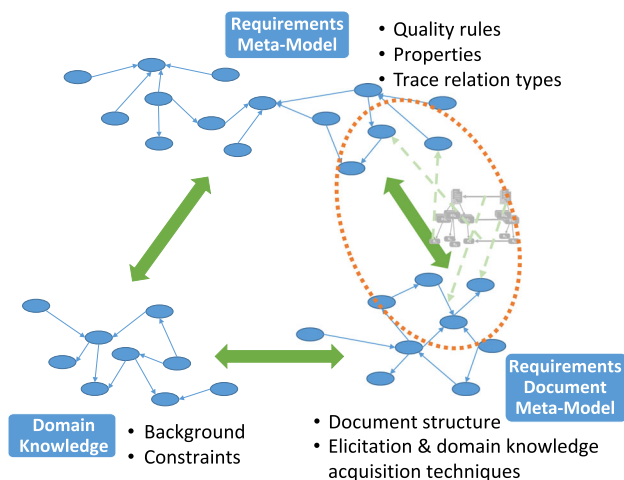 Requirements
Meta-Model
• Quality rules
• Properties
• Trace relation types
Domain
Knowledge
• Background
• Constraints
Requirements
Document
Meta-Model
• Document structure
• Elicitation & domain knowledge
acquisition techniques